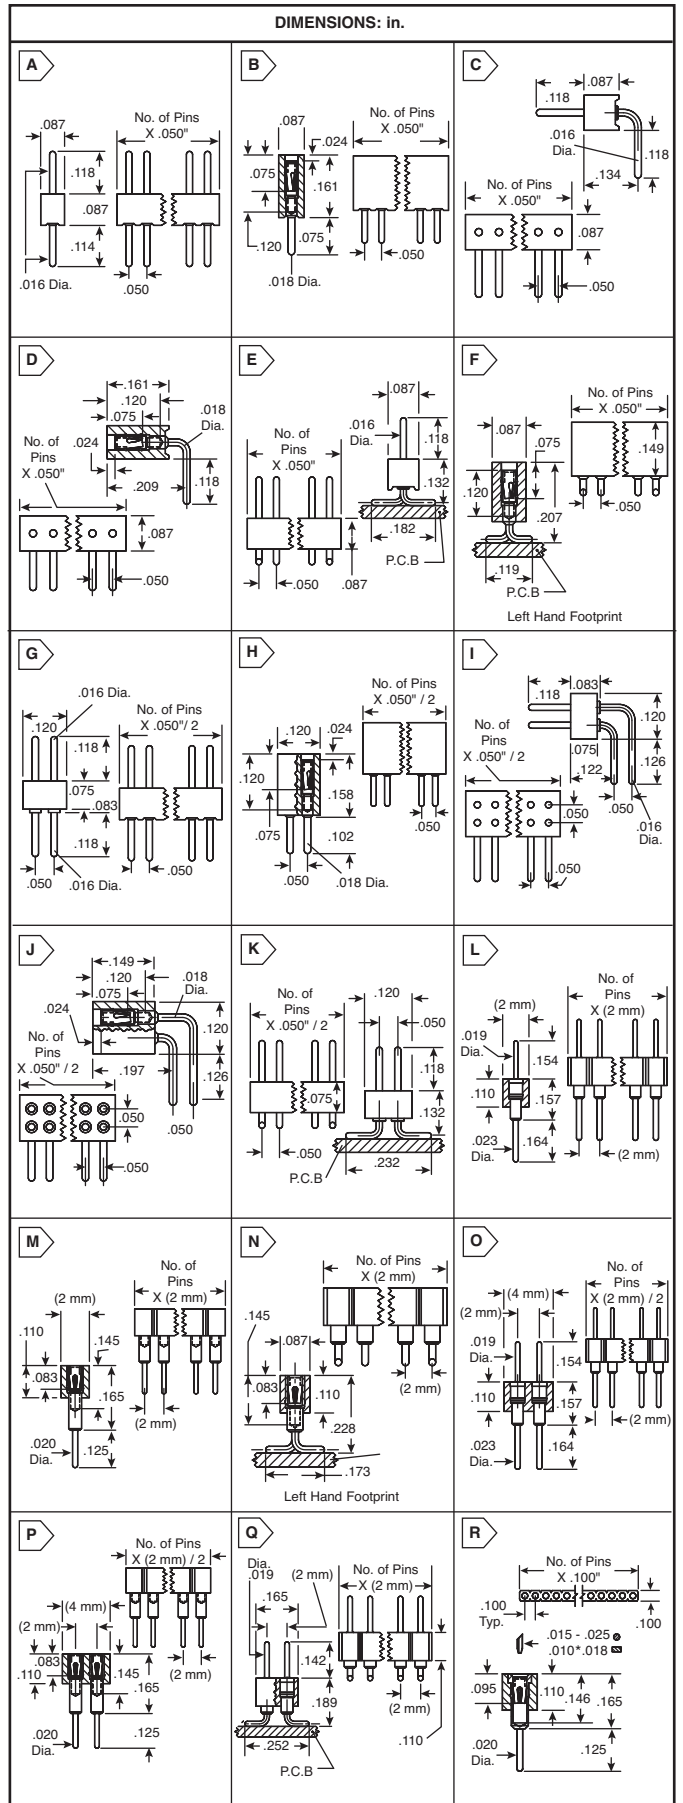 DIMENSIONS: in.
A
.087
No. of Pins
X .050"
.118
.087
.114
.016 Dia.
.050
B
.087
.024
.075
.161
.120
.075
.018 Dia.
No. of Pins
X .050"
.050
C
.087
.118
.016
Dia.
.118
.134
No. of Pins
X .050"
.087
.050
D
.161
.120
.075
.018
Dia.
.024
.209
.118
No. of
Pins
X .050"
.087
.050
E
.087
.016
Dia.
.118
.132
.182
P.C.B
No. of
Pins
X .050"
.050
.087
F
No. of Pins
X .050"
.149
.050
.087
.075
.120
.207
.119
P.C.B
Left Hand Footprint
G
.016 Dia.
.120
.118
.075
.083
.118
.050
.016 Dia.
No. of Pins
X .050"/ 2
.050
H
No. of Pins
X .050" / 2
.050
.120
.024
.120
.158
.075
.102
.050
.018 Dia.
I
.083
.118
.120
.075
.126
.122
.050
.016
Dia.
No. of
Pins
X .050" / 2
.050
.050
J
.149
.120
.075
.018
Dia.
.024
.120
.197
.126
.050
No. of
Pins
X .050" / 2
.050
.050
K
No. of
Pins
X .050" / 2
.050
.120
.050
.118
.075
.132
.232
P.C.B
L
(2 mm)
.019
Dia.
.154
.110
.157
.023
Dia.
.164
No. of
Pins
X (2 mm)
(2 mm)
M
No. of
Pins
X (2 mm)
(2 mm)
(2 mm)
.110
.145
.083
.165
.020
Dia.
.125
N
No. of Pins
X (2 mm)
(2 mm)
.145
.087
.083
.110
.228
.173
Left Hand Footprint
O
No. of
Pins
X (2 mm) / 2
(4 mm)
(2 mm)
.019
Dia.
.154
.110
.157
(2 mm)
.023
Dia.
.164
P
No. of Pins
X (2 mm) / 2
(2 mm)
(4 mm)
(2 mm)
.083
.110
.145
.165
.020
Dia.
.125
Q
Dia.
.019
(2 mm)
.165
.142
.189
.252
P.C.B
No. of Pins
X (2 mm)
(2 mm)
.110
R
No. of Pins
X .100"
.100
Typ.
.100
.015 - .025
.010*.018
.095
.110
.146
.165
.020
Dia.
.125